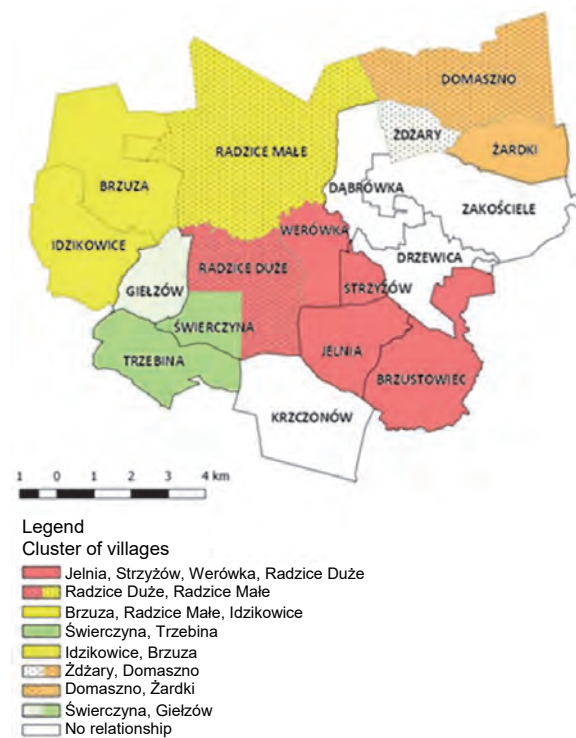 DOMASZNO
ŻDŻARY
ŻARDKI
RADZICE MAŁE
BRZUZA
DĄBRÓWKA
ZAKOŚCIELE
WERÓWKA
IDZIKOWICE
DRZEWICA
RADZICE DUŻE
GIEŁZÓW
STRZYŻÓW
ŚWIERCZYNA
JELNIA
TRZEBINA
BRZUSTOWIEC
KRZCZONÓW
1 0 1 2 3 4 km
Legend
Cluster of villages
Jelnia, Strzyżów, Werówka, Radzice Duże
Radzice Duże, Radzice Małe
Brzuza, Radzice Małe, Idzikowice
Świerczyna, Trzebina
Idzikowice, Brzuza
Żdżary, Domaszno
Domaszno, Żardki
Świerczyna, Giełzów
No relationship